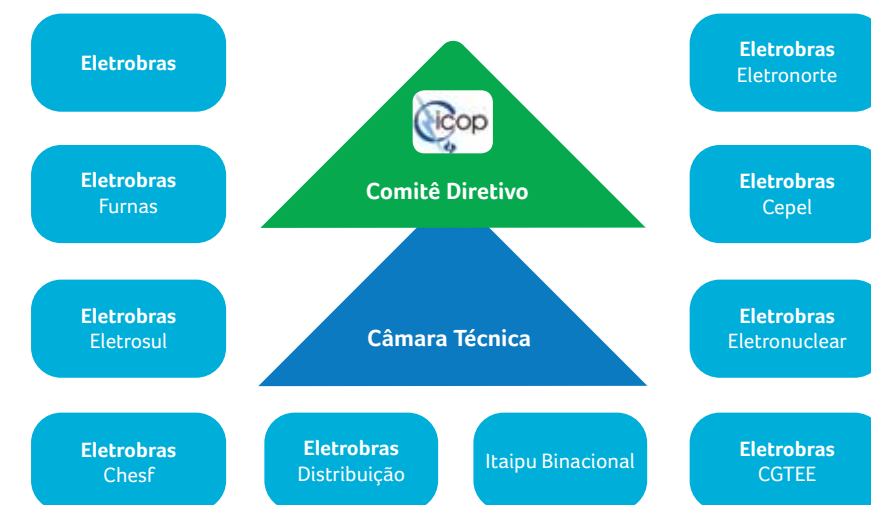 Eletrobras
Eletrobras
Eletronorte
icop
Eletrobras
Furnas
Comitê Diretivo
Eletrobras
Cepel
Eletrobras
Eletrosul
Câmara Técnica
Eletrobras
Eletronuclear
Eletrobras
Chesf
Eletrobras
Distribuição
Itaipu Binacional
Eletrobras
CGTEE